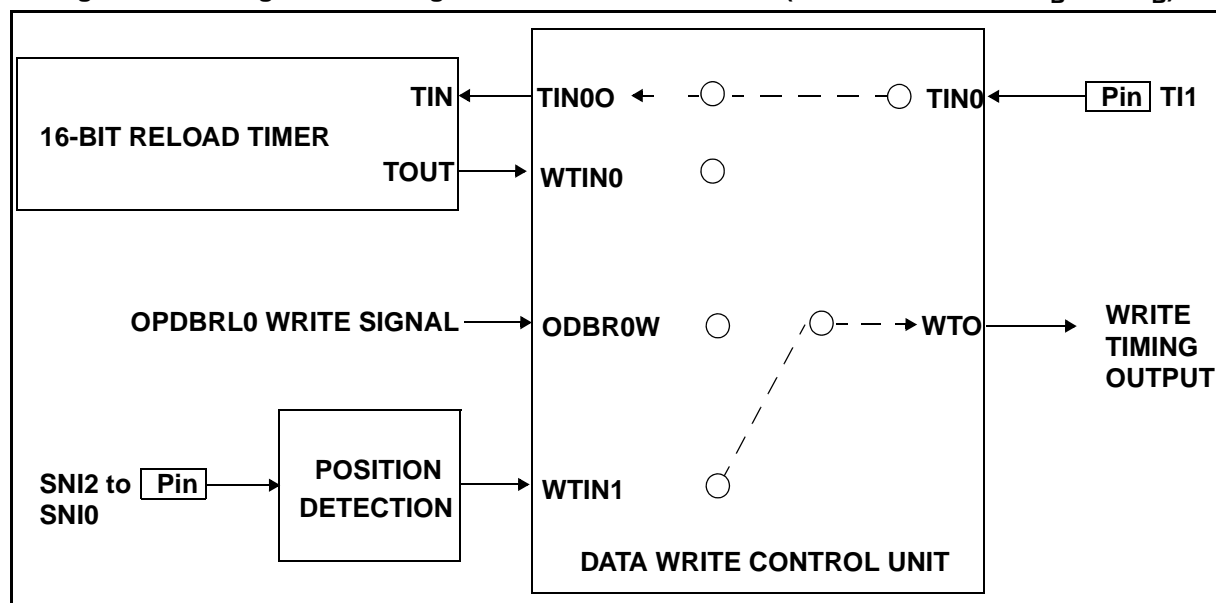 TIN
TIN0O
TIN0
Pin
TI1
16-BIT RELOAD TIMER
TOUT
WTIN0
OPDBRL0 WRITE SIGNAL
ODBR0W
WTO
WRITE
TIMING
OUTPUT
SNI2 to
Pin
SNI0
POSITION
DETECTION
WTIN1
DATA WRITE CONTROL UNIT